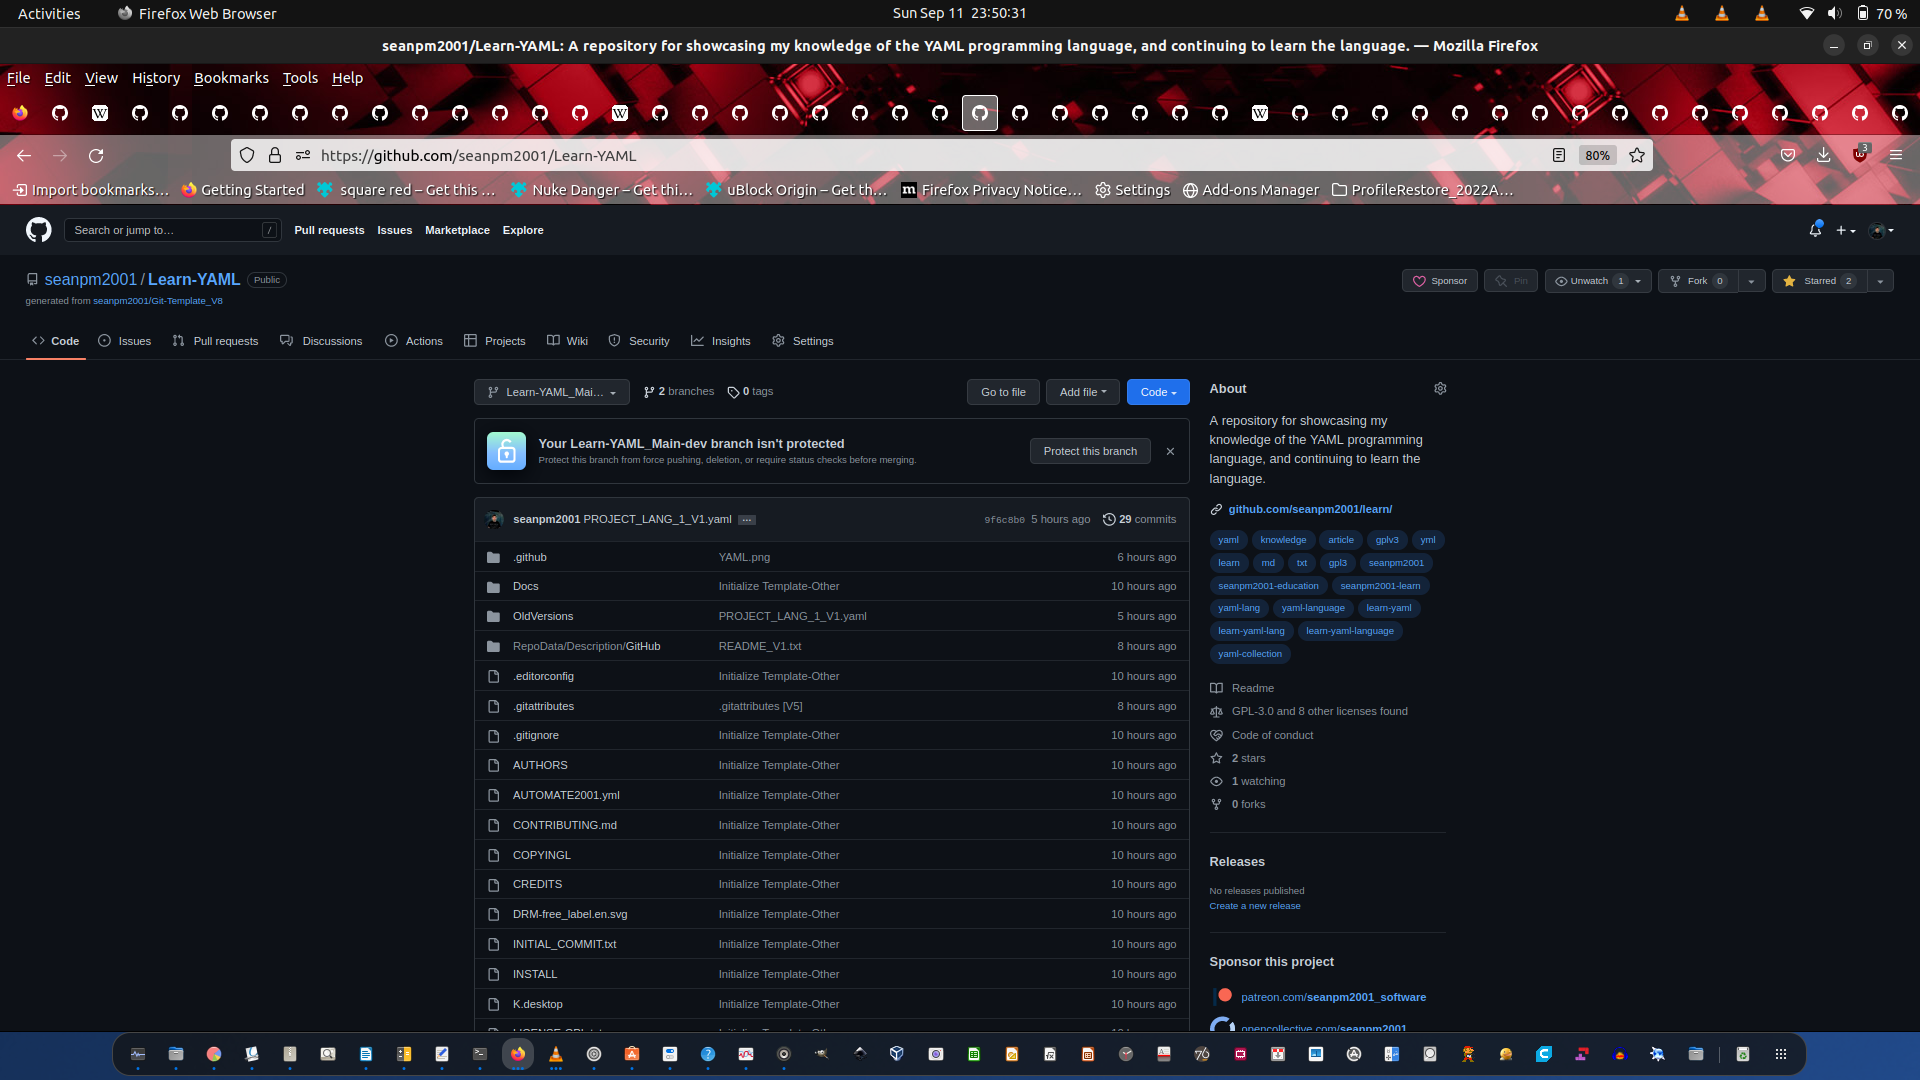 Activities
Firefox Web Browser
Sun Sep 11 23:50:31
70 %
seanpm2001/Learn-YAML: A repository for showcasing my knowledge of the YAML programming language, and continuing to learn the language. — Mozilla Firefox
File Edit View History Bookmarks Tools Help
https://github.com/seanpm2001/Learn-YAML
80%
3
Import bookmarks…
Getting Started
square red – Get this …
Nuke Danger – Get thi…
uBlock Origin – Get th…
Firefox Privacy Notice…
Settings
Add-ons Manager
ProfileRestore_2022A…
Search or jump to…
/
Pull requests Issues Marketplace Explore
seanpm2001 / Learn-YAML
Public
generated from seanpm2001/Git-Template_V8
Sponsor
Pin
Unwatch 1
Fork 0
Starred 2
Code
Issues
Pull requests
Discussions
Actions
Projects
Wiki
Security
Insights
Settings
Learn-YAML_Mai…
2 branches
0 tags
Go to file
Add file
Code
Your Learn-YAML_Main-dev branch isn't protected
Protect this branch from force pushing, deletion, or require status checks before merging.
Protect this branch
seanpm2001 PROJECT_LANG_1_V1.yaml …
9f6c8b0 5 hours ago
29 commits
.github YAML.png 6 hours ago
Docs Initialize Template-Other 10 hours ago
OldVersions PROJECT_LANG_1_V1.yaml 5 hours ago
RepoData/Description/GitHub README_V1.txt 8 hours ago
.editorconfig Initialize Template-Other 10 hours ago
.gitattributes .gitattributes [V5] 8 hours ago
.gitignore Initialize Template-Other 10 hours ago
AUTHORS Initialize Template-Other 10 hours ago
AUTOMATE2001.yml Initialize Template-Other 10 hours ago
CONTRIBUTING.md Initialize Template-Other 10 hours ago
COPYINGL Initialize Template-Other 10 hours ago
CREDITS Initialize Template-Other 10 hours ago
DRM-free_label.en.svg Initialize Template-Other 10 hours ago
INITIAL_COMMIT.txt Initialize Template-Other 10 hours ago
INSTALL Initialize Template-Other 10 hours ago
K.desktop Initialize Template-Other 10 hours ago
About
A repository for showcasing my
knowledge of the YAML programming
language, and continuing to learn the
language.
github.com/seanpm2001/learn/
yaml knowledge article gplv3 yml
learn md txt gpl3 seanpm2001
seanpm2001-education seanpm2001-learn
yaml-lang yaml-language learn-yaml
learn-yaml-lang learn-yaml-language
yaml-collection
Readme
GPL-3.0 and 8 other licenses found
Code of conduct
2 stars
1 watching
0 forks
Releases
No releases published
Create a new release
Sponsor this project
patreon.com/seanpm2001_software
opencollective.com/seanpm2001